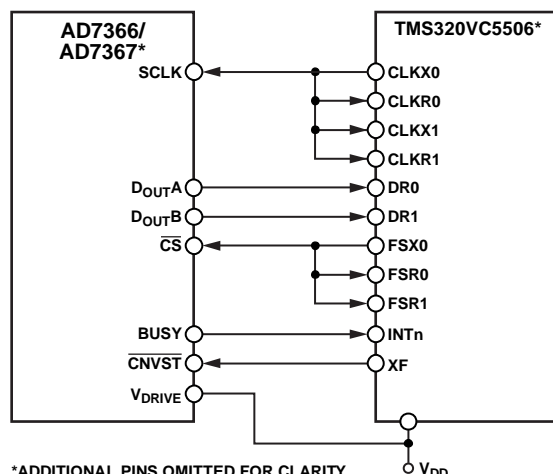 AD7366/
AD7367*
TMS320VC5506*
SCLK
CLKX0
CLKR0
CLKX1
CLKR1
DOUTA
DR0
DOUTB
DR1
CS
FSX0
FSR0
FSR1
BUSY
INTn
CNVST
XF
VDRIVE
*ADDITIONAL PINS OMITTED FOR CLARITY
VDD